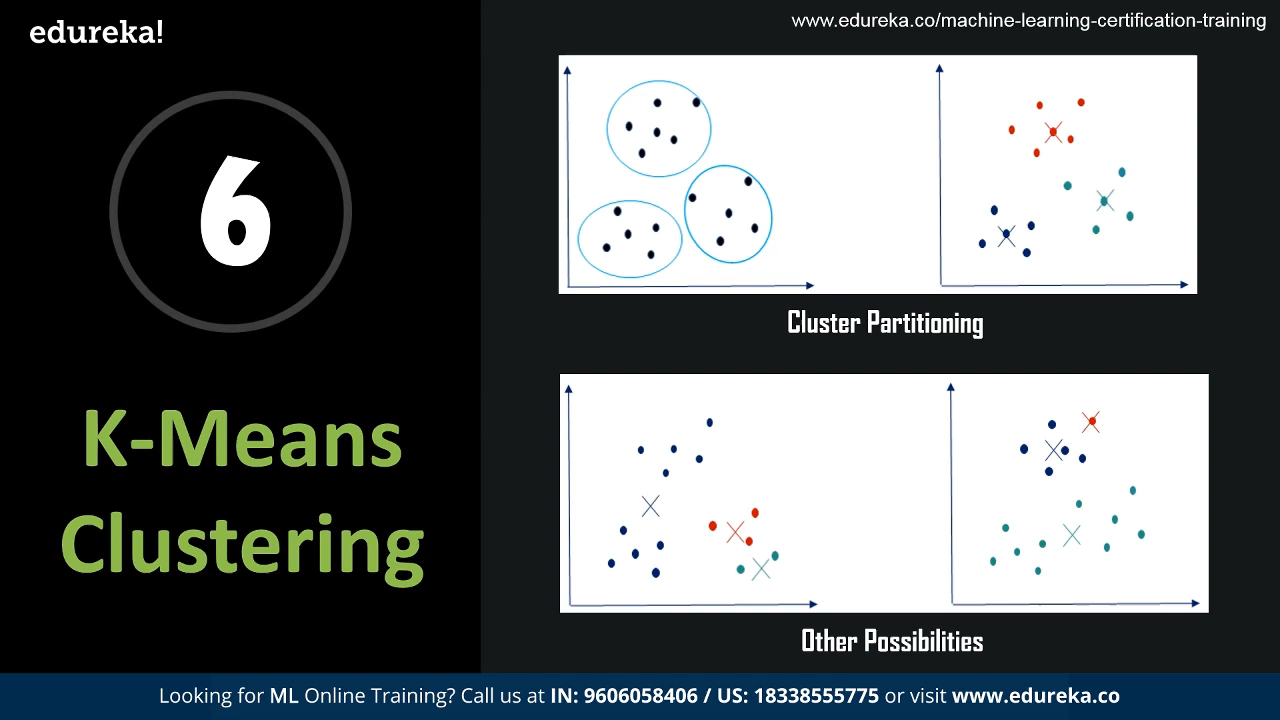 edureka!
www.edureka.co/machine-learning-certification-training
6
K-Means
Clustering
Cluster Partitioning
Other Possibilities
Looking for ML Online Training? Call us at IN: 9606058406 / US: 18338555775 or visit www.edureka.co